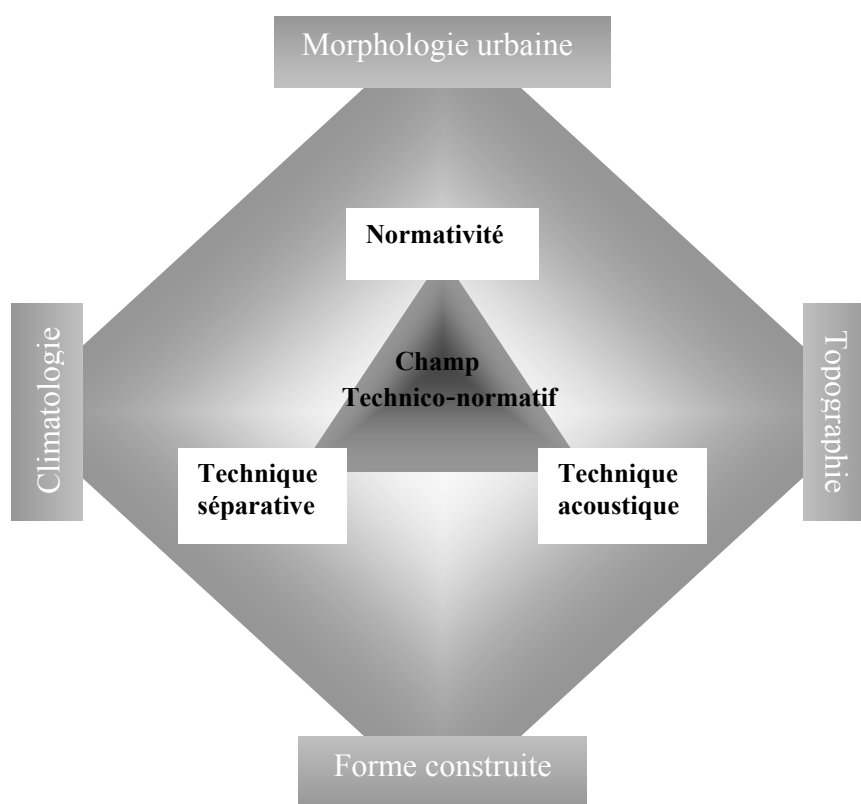 Morphologie urbaine
Normativité
Climatologie
Topographie
Champ
Technico-normatif
Technique
séparative
Technique
acoustique
Forme construite